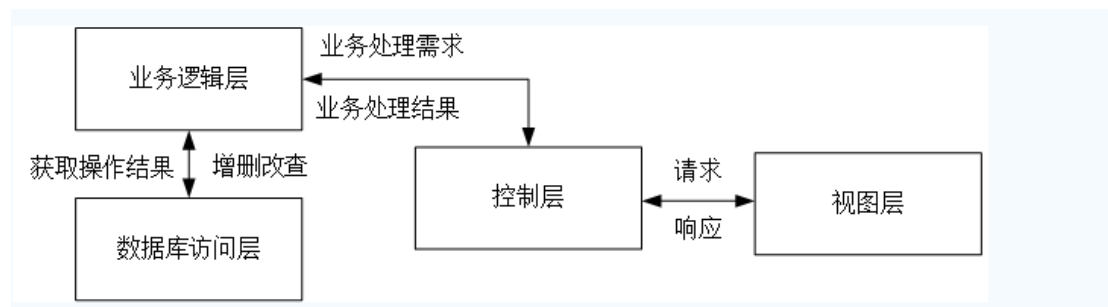 业务逻辑层
业务处理需求
业务处理结果
获取操作结果
增删改查
数据库访问层
控制层
请求
响应
视图层